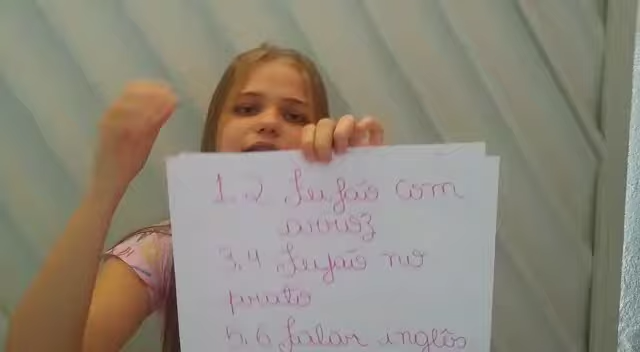 1.2 Feijão com
arroz
3.4 Feijão no
prato
5.6 Falar inglês